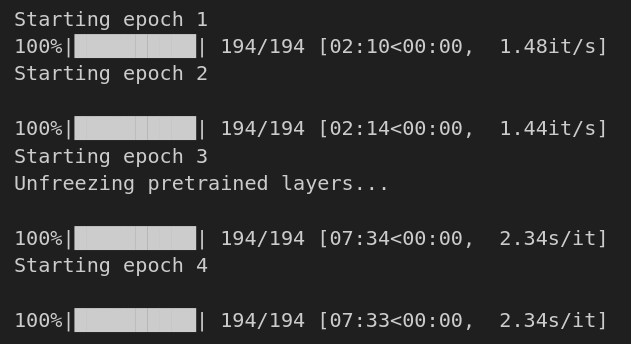 Starting epoch 1
100%|██████████| 194/194 [02:10<00:00,  1.48it/s]
Starting epoch 2
100%|██████████| 194/194 [02:14<00:00,  1.44it/s]
Starting epoch 3
Unfreezing pretrained layers...
100%|██████████| 194/194 [07:34<00:00,  2.34s/it]
Starting epoch 4
100%|██████████| 194/194 [07:33<00:00,  2.34s/it]